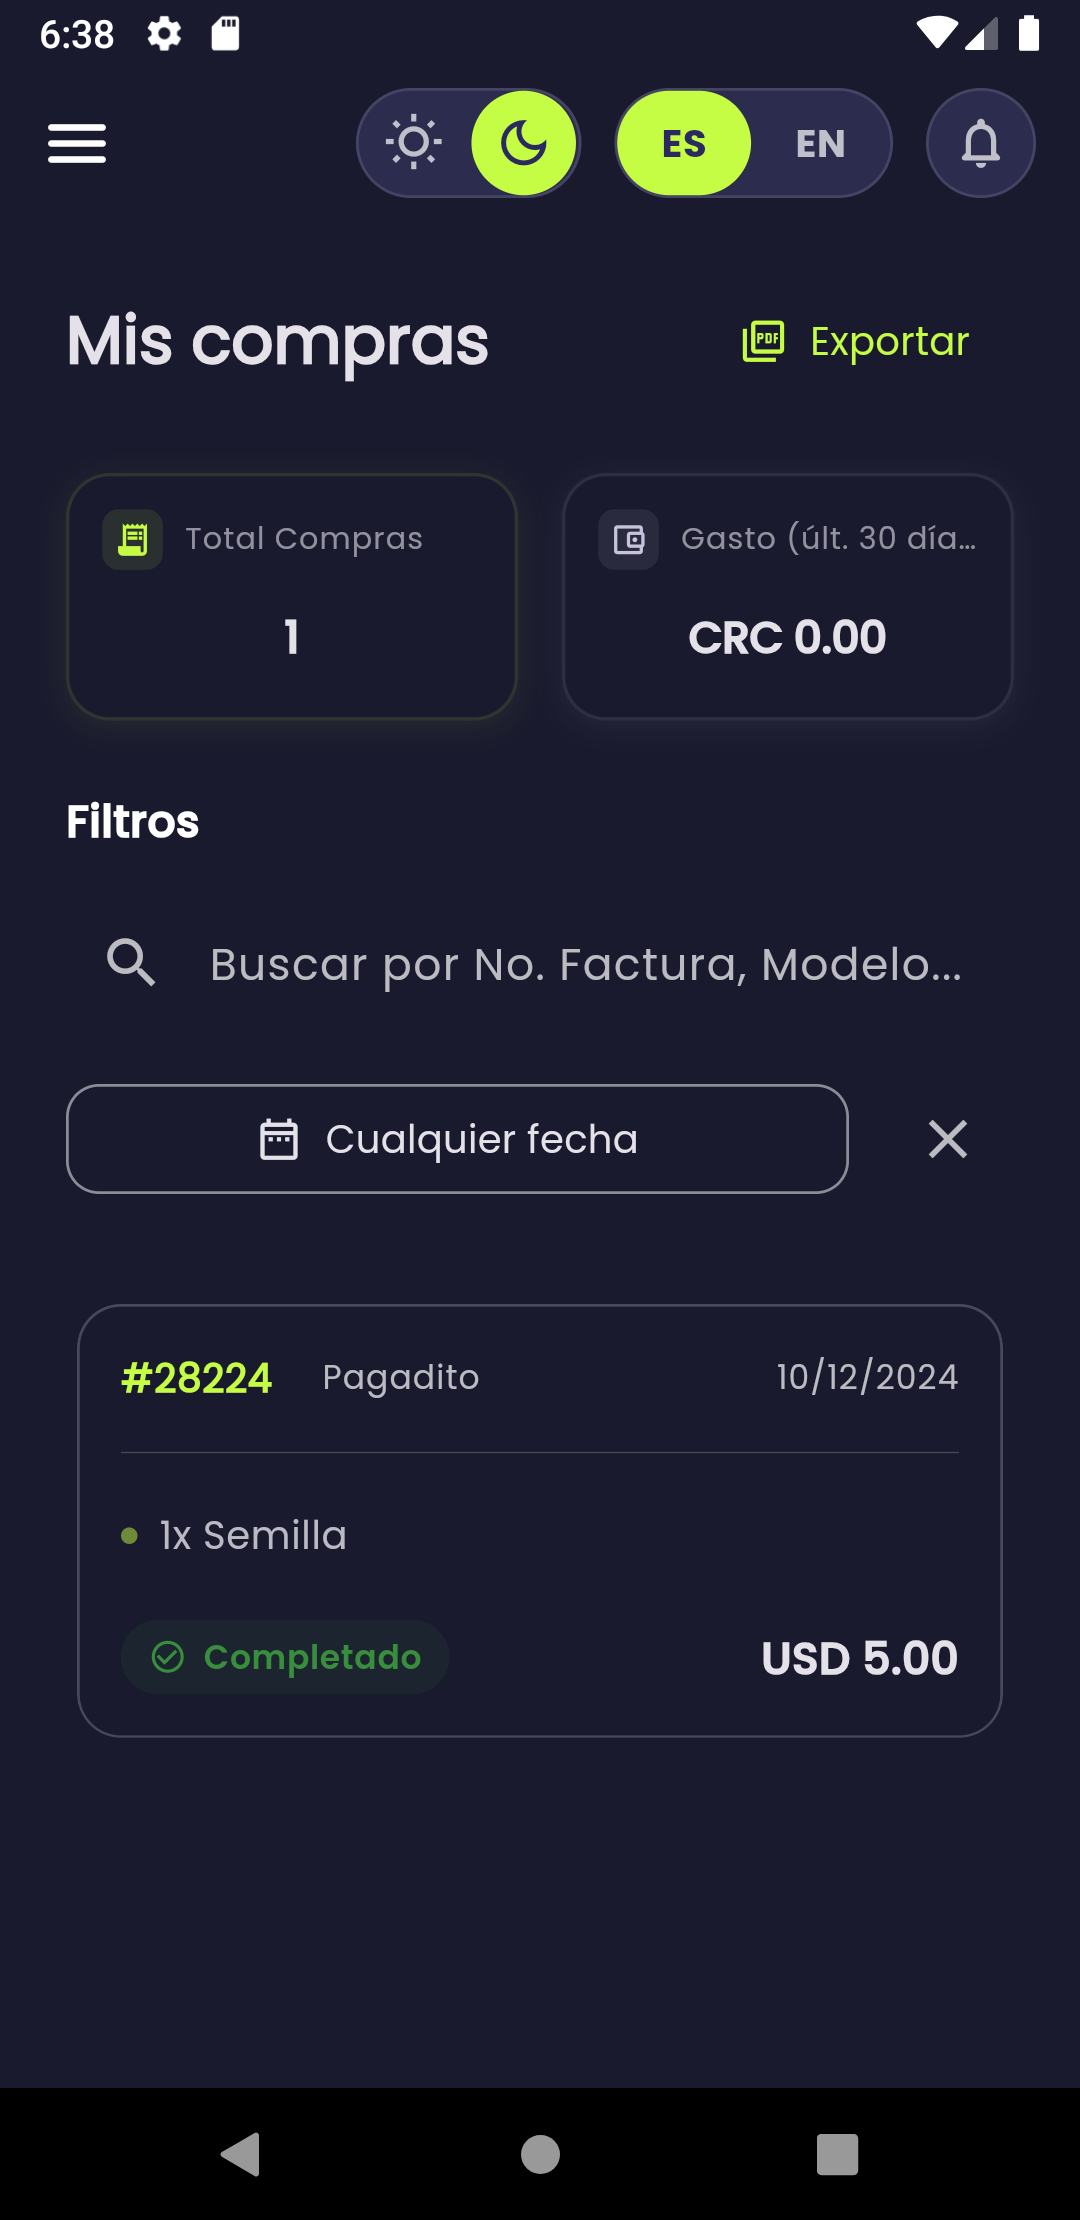 6:38
ES EN
Mis compras
Exportar
Total Compras
1
Gasto (últ. 30 día...
CRC 0.00
Filtros
Buscar por No. Factura, Modelo...
Cualquier fecha
#28224 Pagadito 10/12/2024
1x Semilla
Completado USD 5.00